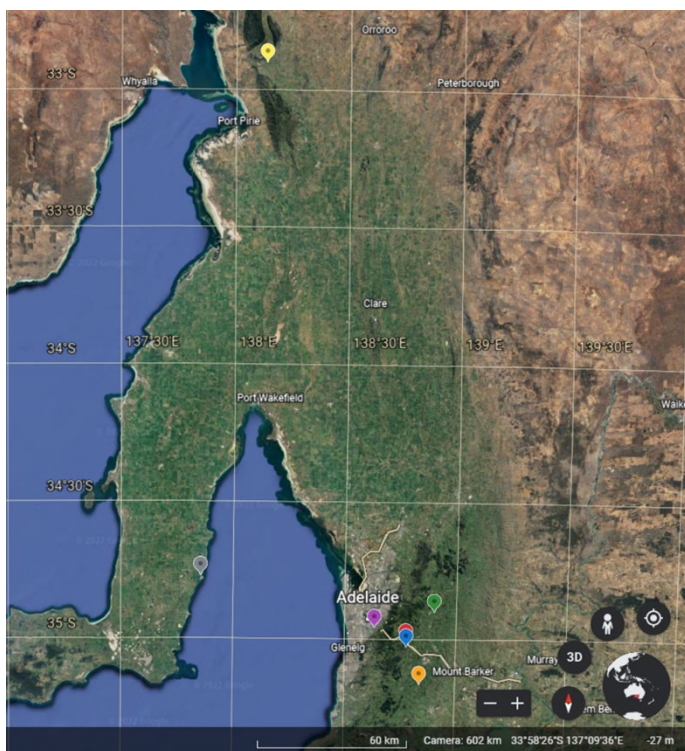 Orroroo
33°S
Whyalla
Peterborough
Port Pirie
33°30'S
Clare
34°S
137°30'E
138°E
138°30'E
139°E
139°30'E
Port Wakefield
34°30'S
Adelaide
35°S
Glenelg
Mount Barker
Murray
3D
60 km
Camera: 602 km
33°58'26"S 137°09'36"E
-27 m